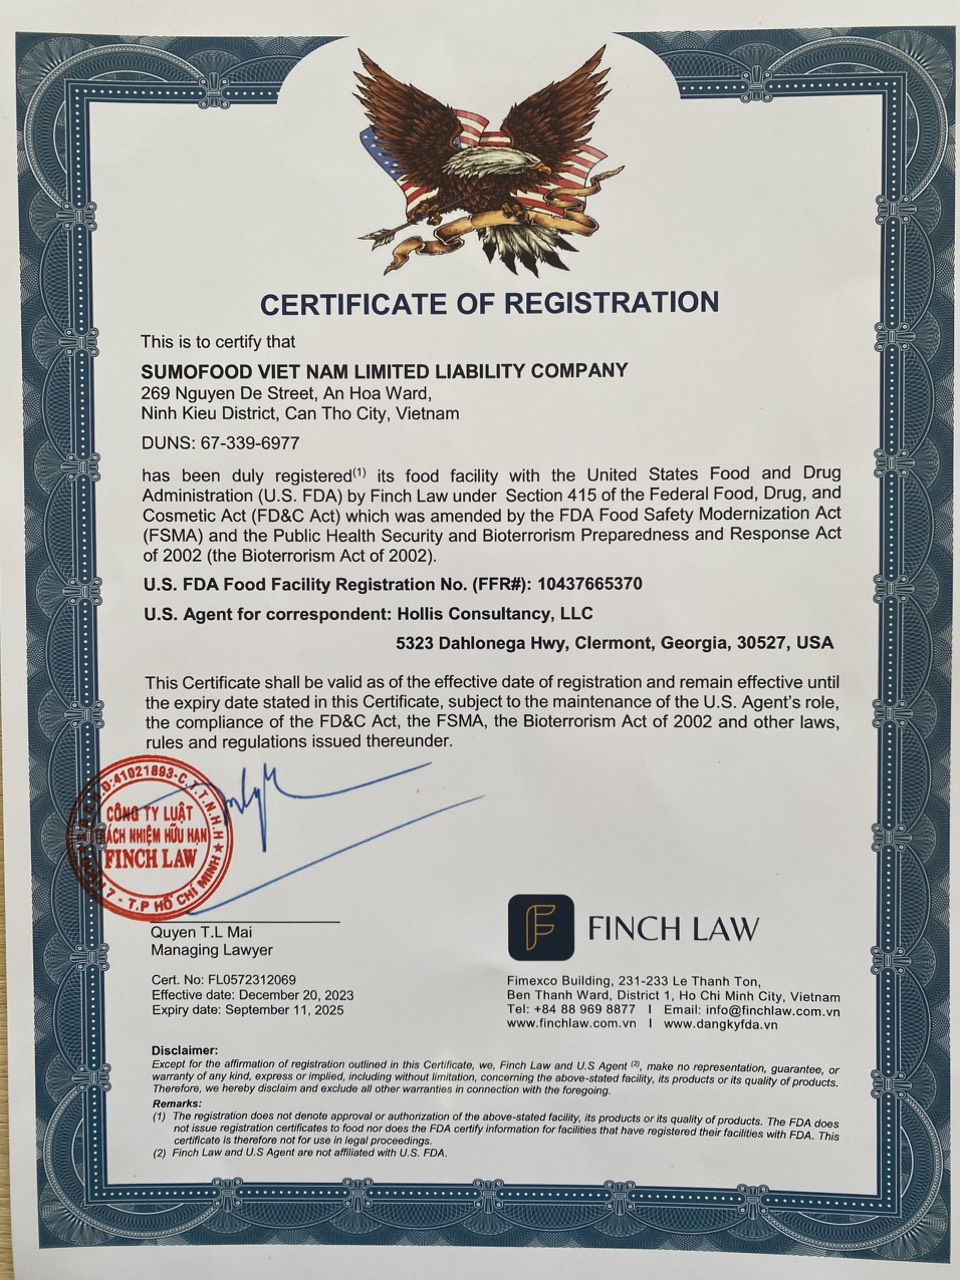 CERTIFICATE OF REGISTRATION
This is to certify that
SUMOFOOD VIET NAM LIMITED LIABILITY COMPANY
269 Nguyen De Street, An Hoa Ward,
Ninh Kieu District, Can Tho City, Vietnam
DUNS: 67-339-6977
has been duly registered(1) its food facility with the United States Food and Drug
Administration (U.S. FDA) by Finch Law under Section 415 of the Federal Food, Drug, and
Cosmetic Act (FD&C Act) which was amended by the FDA Food Safety Modernization Act
(FSMA) and the Public Health Security and Bioterrorism Preparedness and Response Act
of 2002 (the Bioterrorism Act of 2002).
U.S. FDA Food Facility Registration No. (FFR#): 10437665370
U.S. Agent for correspondent: Hollis Consultancy, LLC
5323 Dahlonega Hwy, Clermont, Georgia, 30527, USA
This Certificate shall be valid as of the effective date of registration and remain effective until
the expiry date stated in this Certificate, subject to the maintenance of the U.S. Agent's role,
the compliance of the FD&C Act, the FSMA, the Bioterrorism Act of 2002 and other laws,
rules and regulations issued thereunder.
41021893-C.T.T.N.H.H
CÔNG TY LUẬT
TRÁCH NHIỆM HỮU HẠN
FINCH LAW
7 - T.P HỒ CHÍ MINH
Quyen T.L Mai
Managing Lawyer
Cert. No: FL0572312069
Effective date: December 20, 2023
Expiry date: September 11, 2025
FINCH LAW
Fimexco Building, 231-233 Le Thanh Ton,
Ben Thanh Ward, District 1, Ho Chi Minh City, Vietnam
Tel: +84 88 969 8877 I Email: info@finchlaw.com.vn
www.finchlaw.com.vn I www.dangkyfda.vn
Disclaimer:
Except for the affirmation of registration outlined in this Certificate, we, Finch Law and U.S Agent (2), make no representation, guarantee, or
warranty of any kind, express or implied, including without limitation, concerning the above-stated facility, its products or its quality of products.
Therefore, we hereby disclaim and exclude all other warranties in connection with the foregoing.
Remarks:
(1) The registration does not denote approval or authorization of the above-stated facility, its products or its quality of products. The FDA does
not issue registration certificates to food nor does the FDA certify information for facilities that have registered their facilities with FDA. This
certificate is therefore not for use in legal proceedings.
(2) Finch Law and U.S Agent are not affiliated with U.S. FDA.